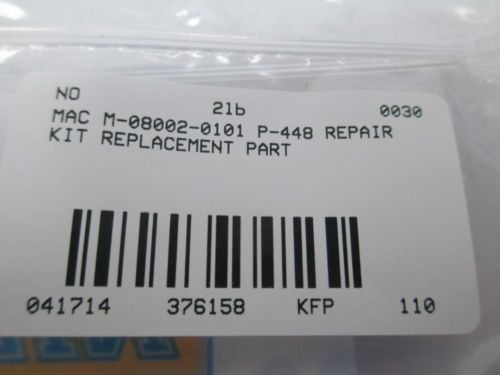 NO 21b 0030
MAC M-08002-0101 P-448 REPAIR
KIT REPLACEMENT PART
041714 376158 KFP 110